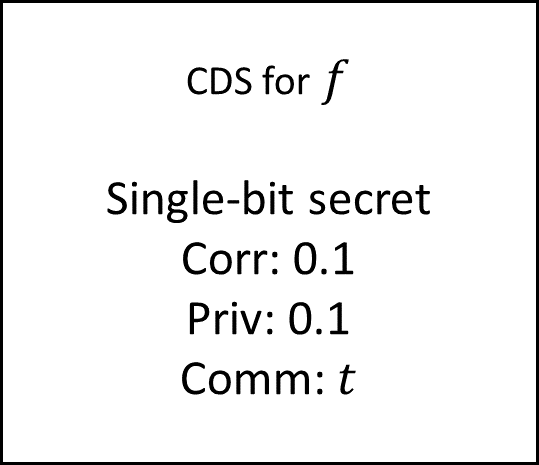 CDS for f
Single-bit secret
Corr: 0.1
Priv: 0.1
Comm: t